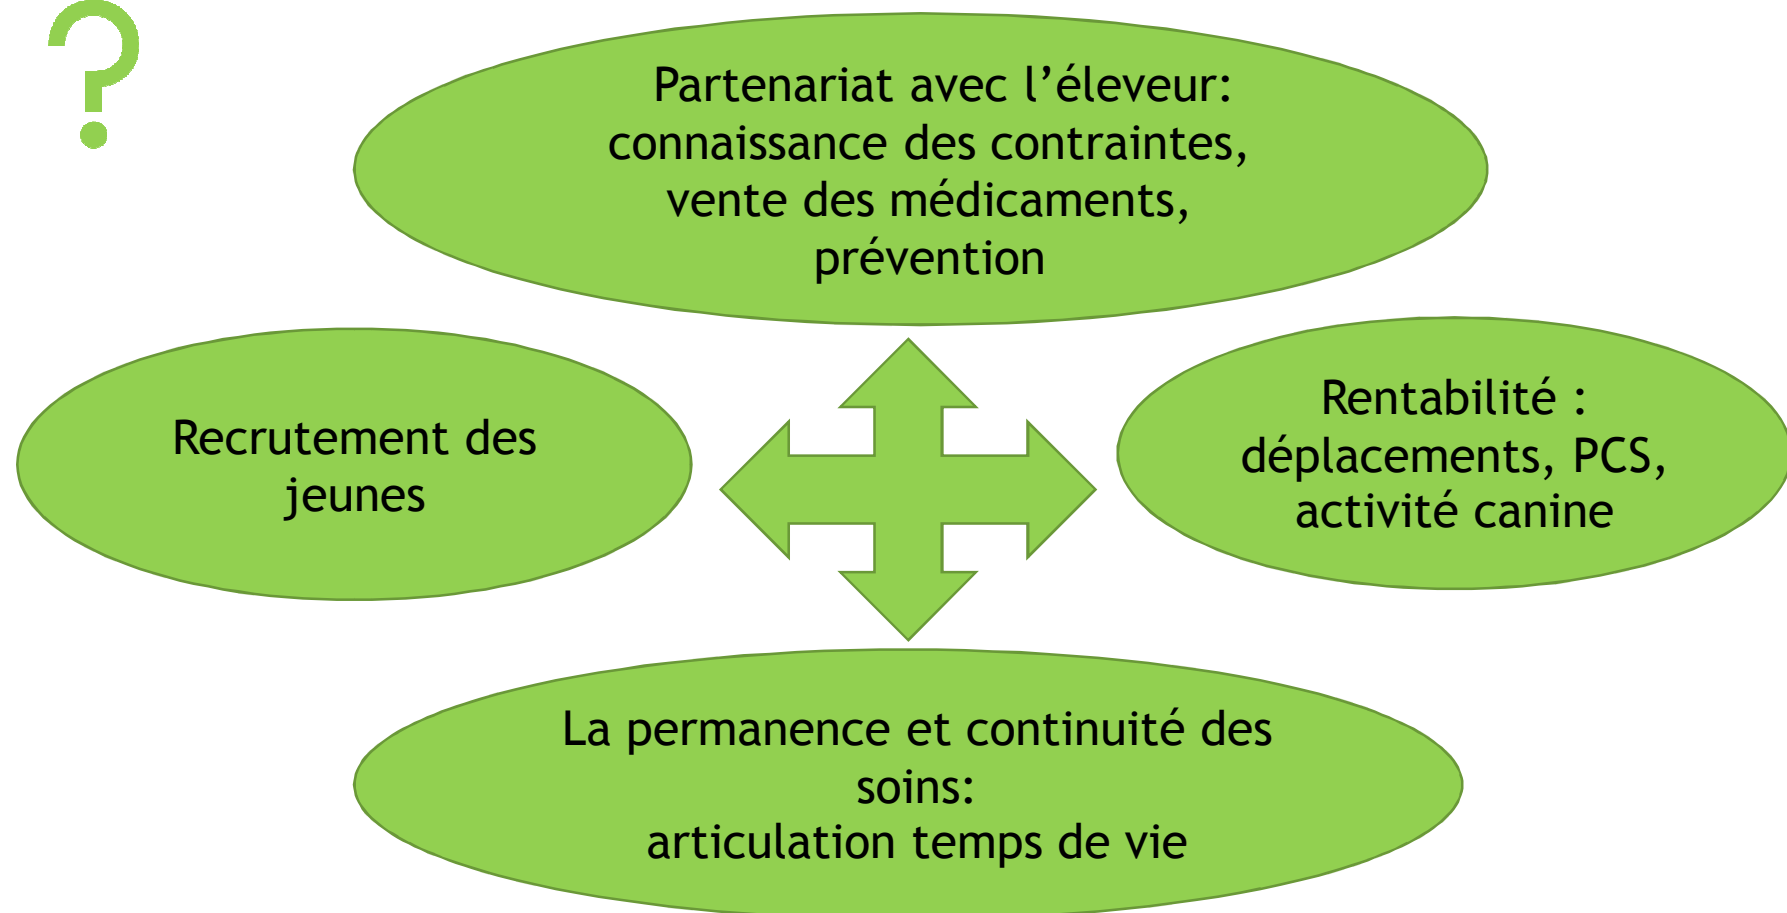 ?
Partenariat avec l’éleveur:
connaissance des contraintes,
vente des médicaments,
prévention
Recrutement des
jeunes
Rentabilité :
déplacements, PCS,
activité canine
La permanence et continuité des
soins:
articulation temps de vie